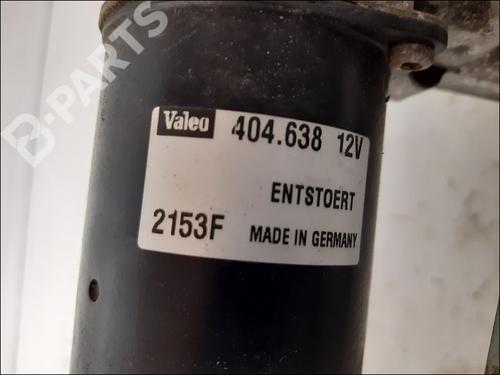 B-PARTS
Valeo 404.638 12V
ENTSTOERT
2153F MADE IN GERMANY